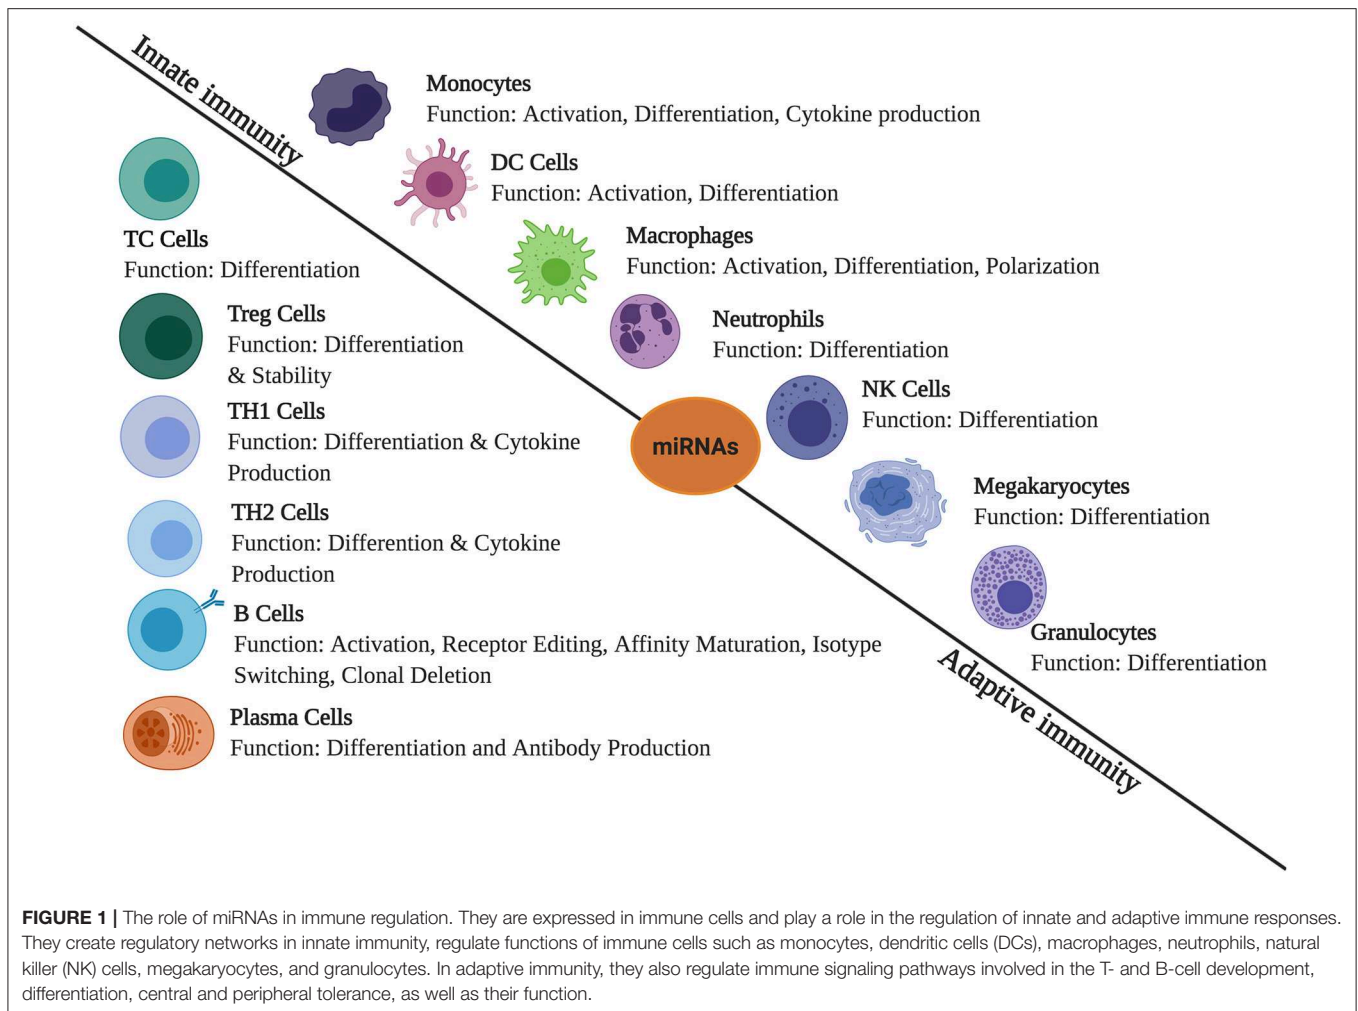 Innate immunity
Monocytes
Function: Activation, Differentiation, Cytokine production
DC Cells
Function: Activation, Differentiation
Macrophages
Function: Activation, Differentiation, Polarization
Neutrophils
Function: Differentiation
NK Cells
Function: Differentiation
Megakaryocytes
Function: Differentiation
Granulocytes
Function: Differentiation
miRNAs
TC Cells
Function: Differentiation
Treg Cells
Function: Differentiation
& Stability
TH1 Cells
Function: Differentiation & Cytokine
Production
TH2 Cells
Function: Differention & Cytokine
Production
B Cells
Function: Activation, Receptor Editing, Affinity Maturation, Isotype
Switching, Clonal Deletion
Plasma Cells
Function: Differentiation and Antibody Production
Adaptive immunity
FIGURE 1 | The role of miRNAs in immune regulation. They are expressed in immune cells and play a role in the regulation of innate and adaptive immune responses.
They create regulatory networks in innate immunity, regulate functions of immune cells such as monocytes, dendritic cells (DCs), macrophages, neutrophils, natural
killer (NK) cells, megakaryocytes, and granulocytes. In adaptive immunity, they also regulate immune signaling pathways involved in the T- and B-cell development,
differentiation, central and peripheral tolerance, as well as their function.